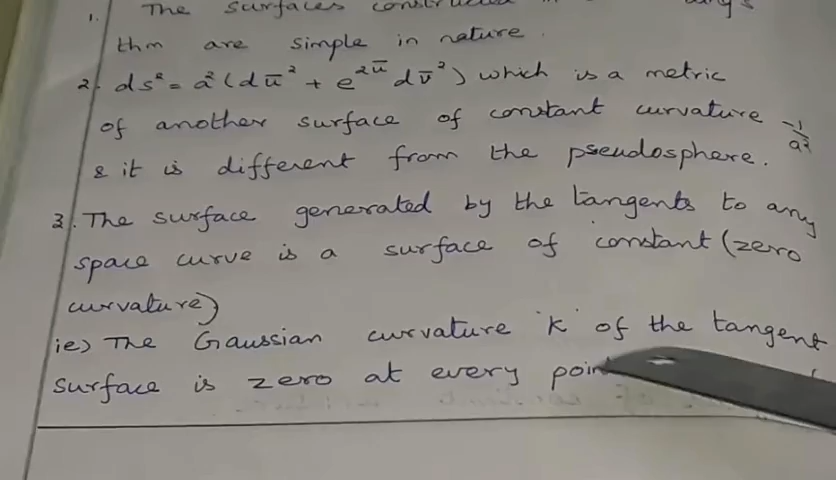 1. The surfaces constructed
thm are simple in nature.
2. ds² = a²(dū² + e^2ū dv̄²) which is a metric
of another surface of constant curvature -1/a²
& it is different from the pseudosphere.
3. The surface generated by the tangents to any
space curve is a surface of constant (zero
curvature)
ie) The Gaussian curvature 'K' of the tangent
surface is zero at every